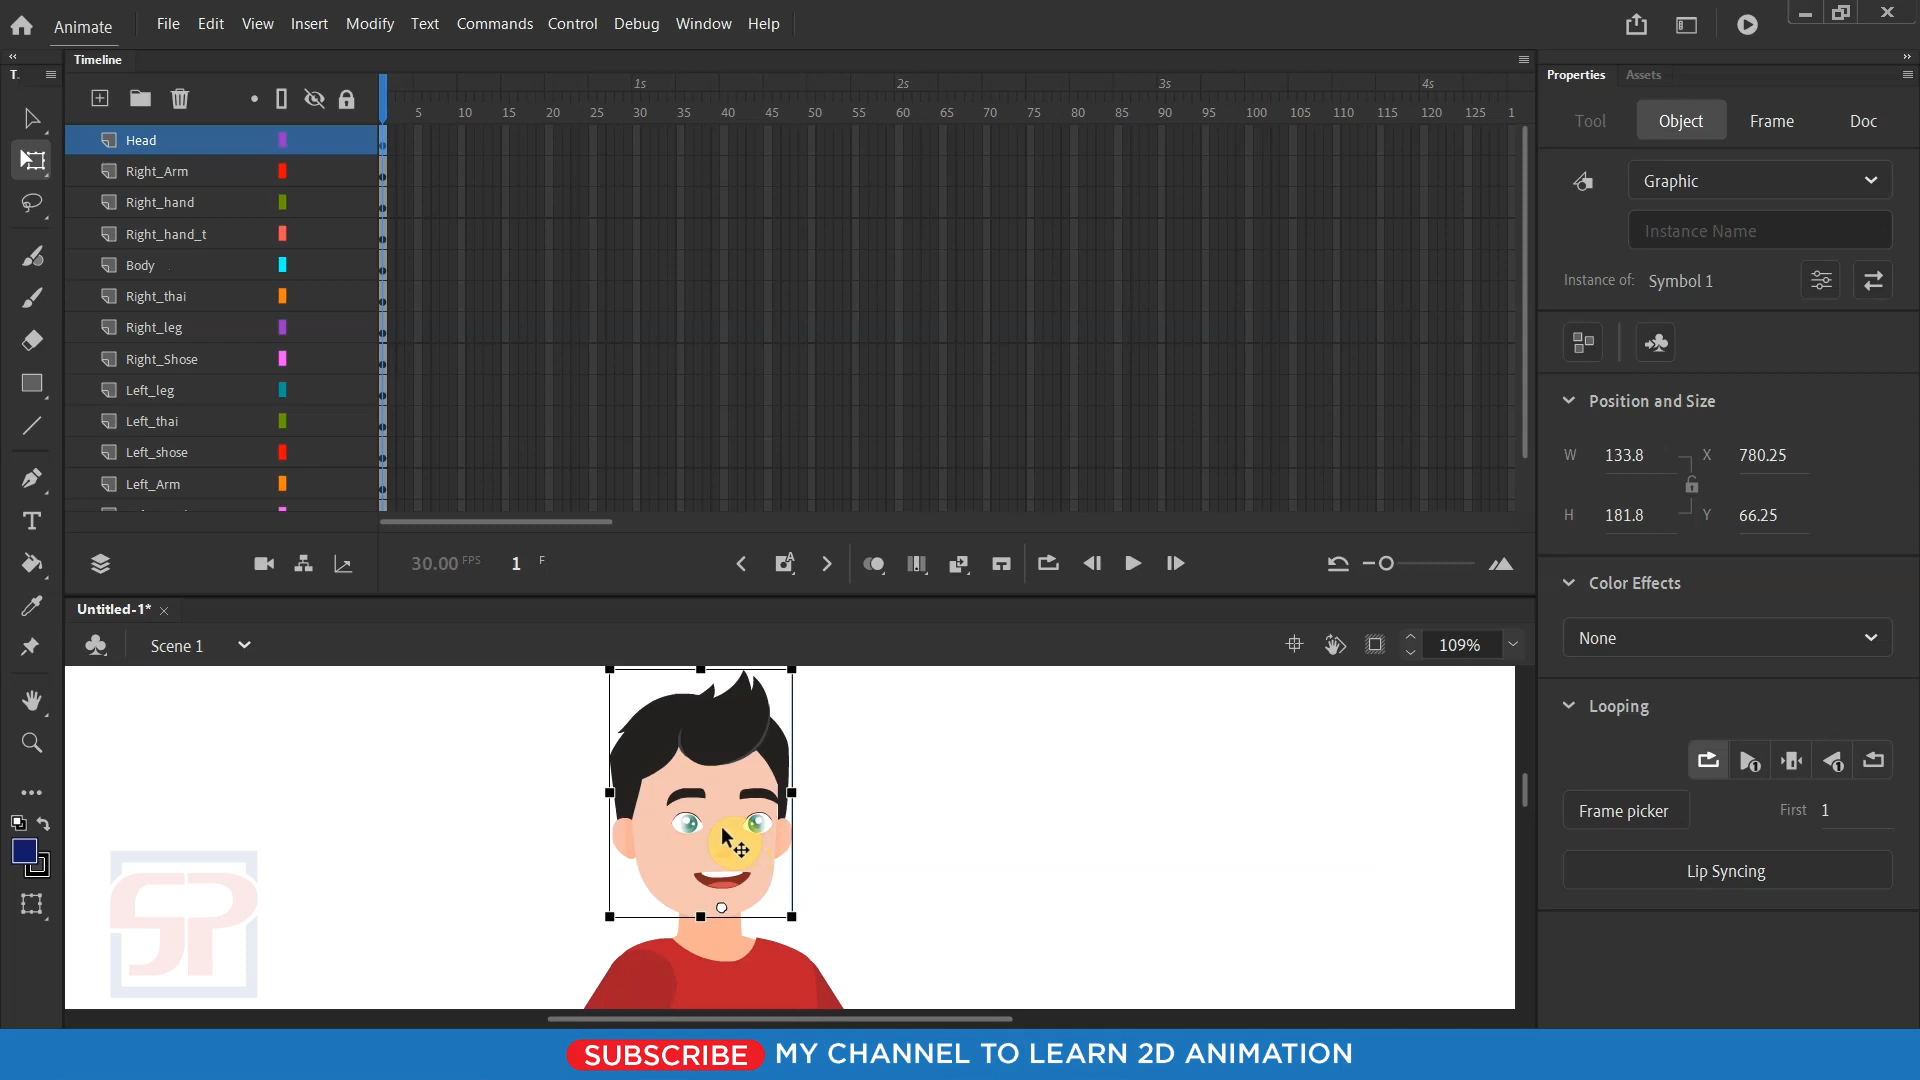 Animate
File Edit View Insert Modify Text Commands Control Debug Window Help
T.
Timeline
1s 2s 3s 4s
5 10 15 20 25 30 35 40 45 50 55 60 65 70 75 80 85 90 95 100 105 110 115 120 125 1
Head
Right_Arm
Right_hand
Right_hand_t
Body
Right_thai
Right_leg
Right_Shose
Left_leg
Left_thai
Left_shose
Left_Arm
30.00 FPS 1 F
Untitled-1*
Scene 1
109%
Properties Assets
Tool Object Frame Doc
Graphic
Instance Name
Instance of: Symbol 1
Position and Size
W 133.8 X 780.25
H 181.8 Y 66.25
Color Effects
None
Looping
Frame picker First 1
Lip Syncing
SP
SUBSCRIBE MY CHANNEL TO LEARN 2D ANIMATION